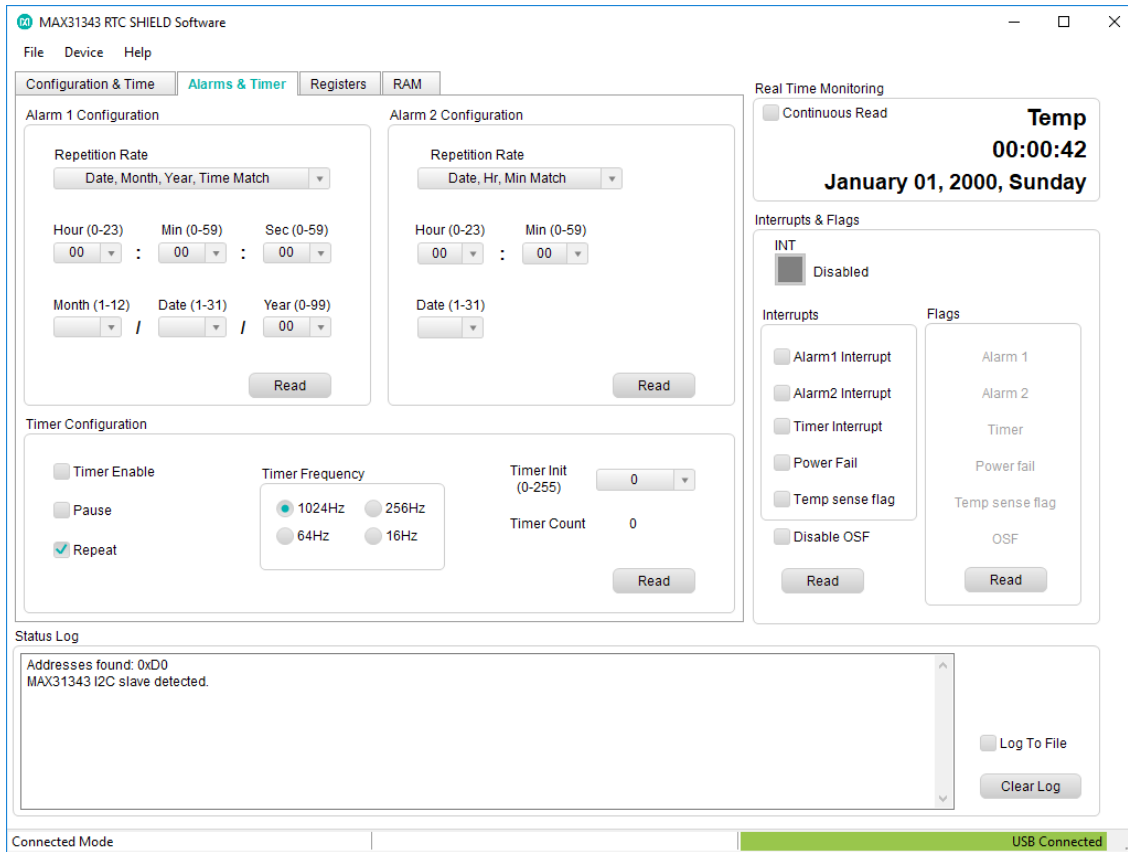 MAX31343 RTC SHIELD Software
File Device Help
Configuration & Time Alarms & Timer Registers RAM
Alarm 1 Configuration
Repetition Rate
Date, Month, Year, Time Match
Hour (0-23) Min (0-59) Sec (0-59)
00 : 00 : 00
Month (1-12) Date (1-31) Year (0-99)
/ / 00
Read
Alarm 2 Configuration
Repetition Rate
Date, Hr, Min Match
Hour (0-23) Min (0-59)
00 : 00
Date (1-31)
Read
Timer Configuration
Timer Enable
Pause
Repeat
Timer Frequency
1024Hz 256Hz
64Hz 16Hz
Timer Init
(0-255)
0
Timer Count 0
Read
Real Time Monitoring
Continuous Read
Temp
00:00:42
January 01, 2000, Sunday
Interrupts & Flags
INT
Disabled
Interrupts
Alarm1 Interrupt
Alarm2 Interrupt
Timer Interrupt
Power Fail
Temp sense flag
Disable OSF
Read
Flags
Alarm 1
Alarm 2
Timer
Power fail
Temp sense flag
OSF
Read
Status Log
Addresses found: 0xD0
MAX31343 I2C slave detected.
Log To File
Clear Log
Connected Mode
USB Connected